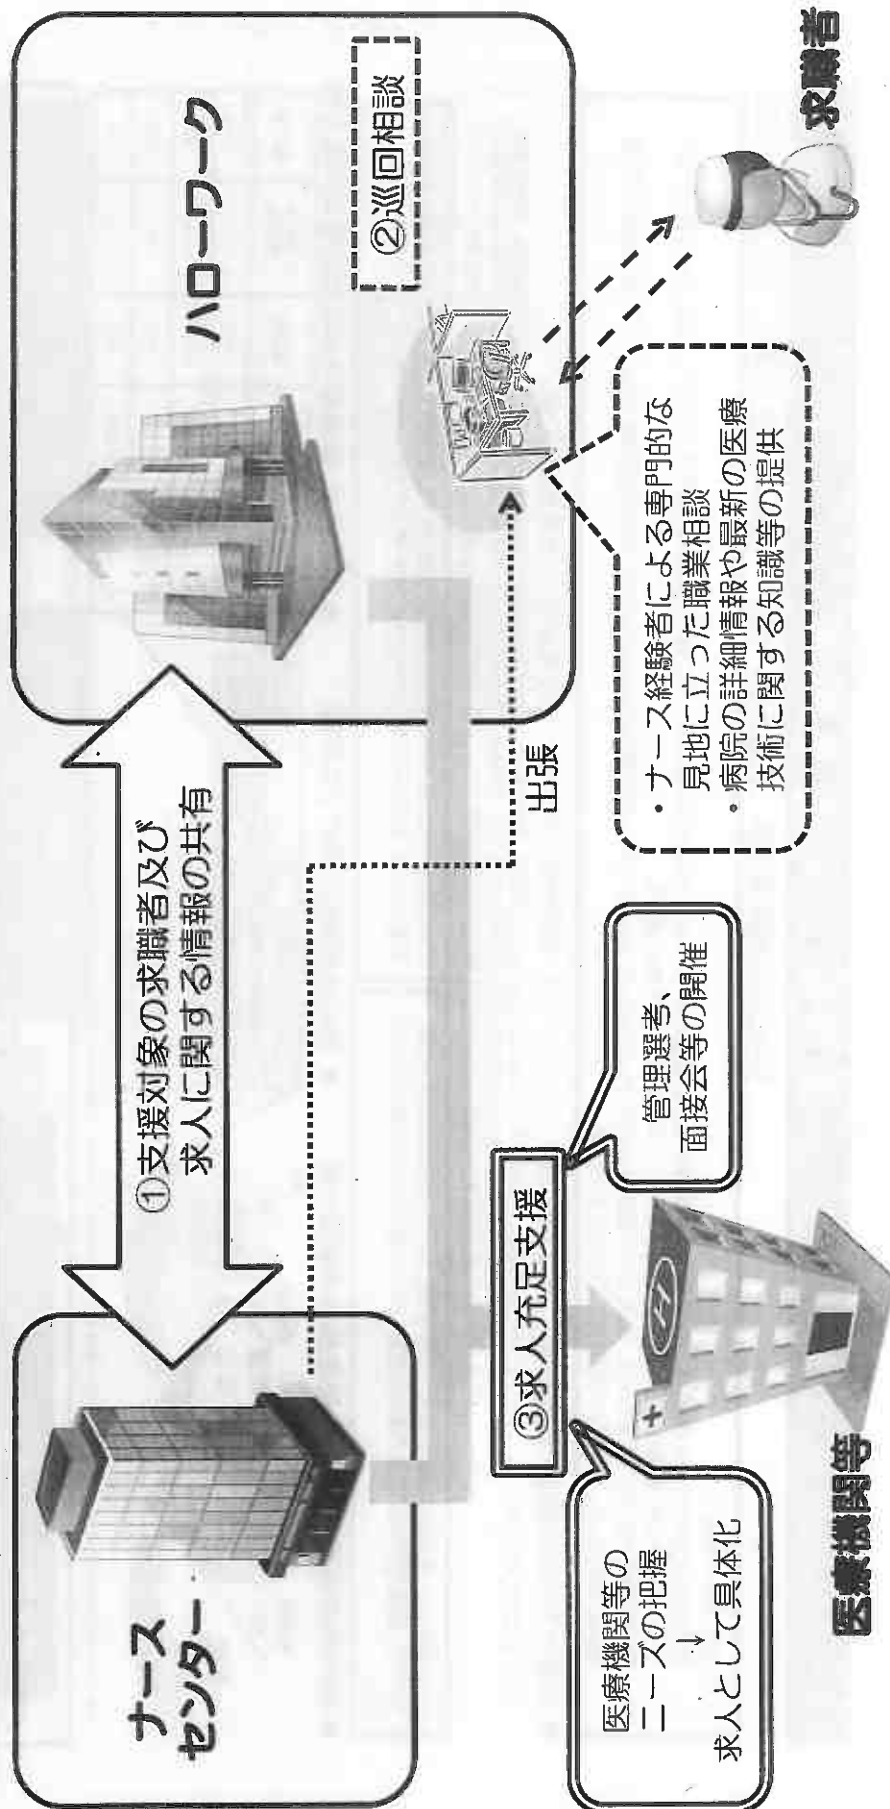 ナース
センター
①支援対象の求職者及び
求人に関する情報の共有
ハローワーク
②巡回相談
出張
③求人充足支援
医療機関等の
ニーズの把握
↓
求人として具体化
管理選考、
面接会等の開催
・ナース経験者による専門的な
見地に立った職業相談
・病院の詳細情報や最新の医療
技術に関する知識等の提供
医療機関等
求職者
H
+